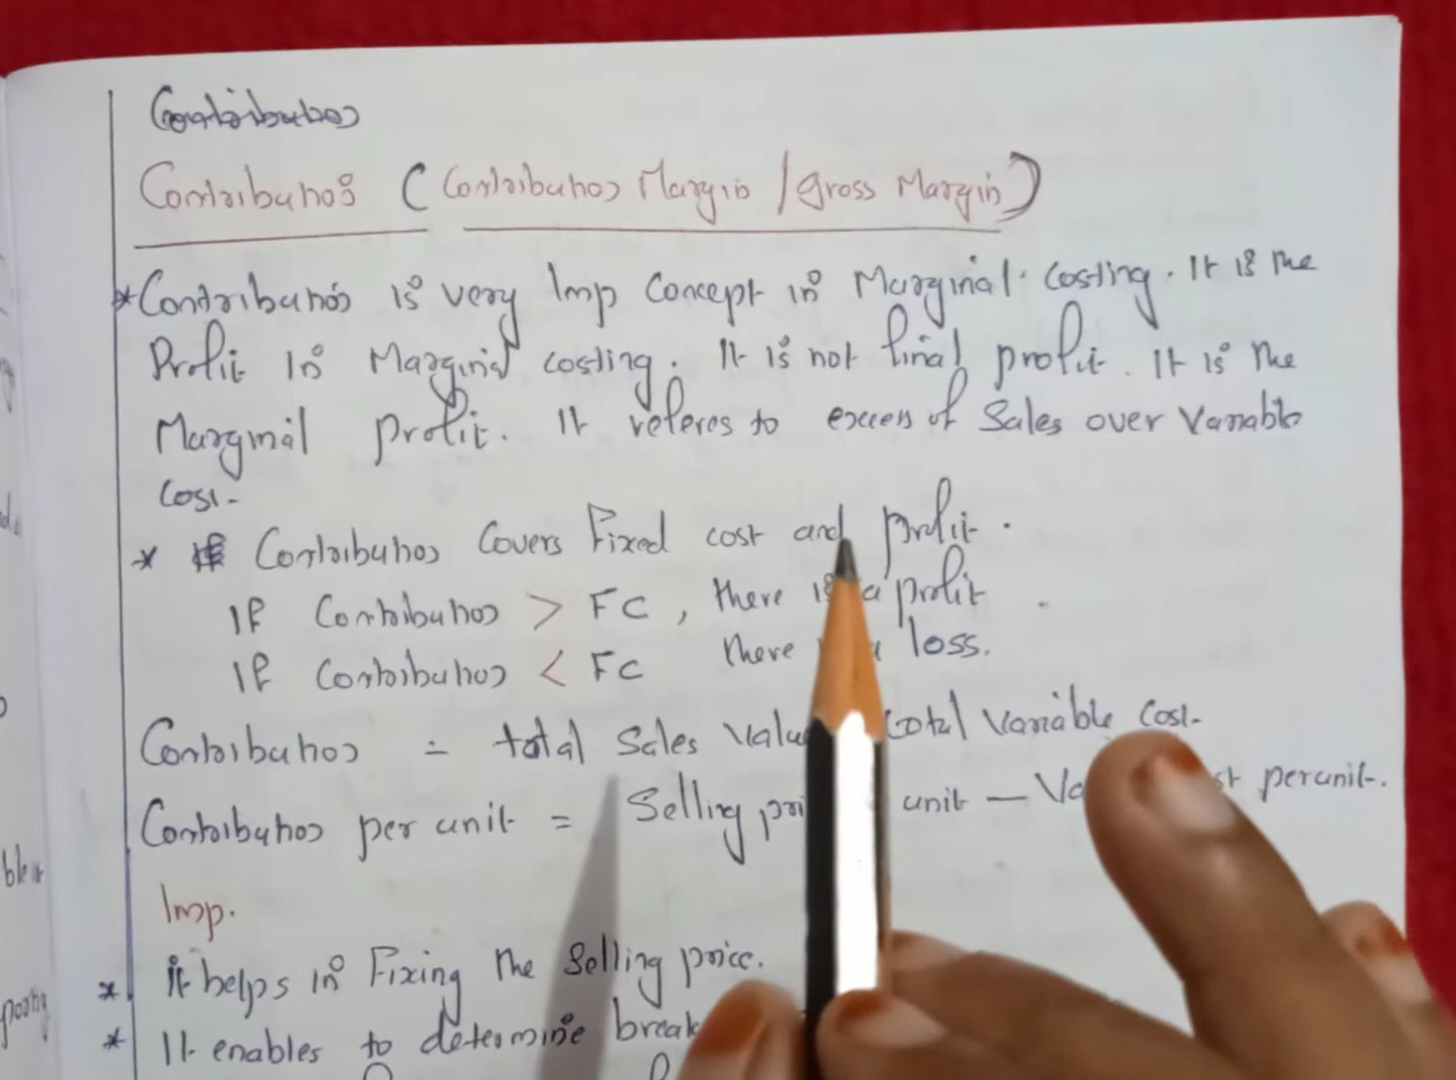 Contribution
Contribution (Contribution Margin / Gross Margin)
* Contribution is very Imp Concept in Marginal Costing. It is the
Profit in Marginal costing. It is not final profit. It is the
Marginal profit. It referes to excess of Sales over Variable
Cost-
* Contribution Covers Fixed cost and profit.
If Contribution > FC, there is a profit
If Contribution < FC there a loss.
Contribution = total Sales Value total Variable Cost-
Contribution per unit = Selling unit — per unit.
Imp.
* it helps in Fixing the Selling price.
* It enables to determine break